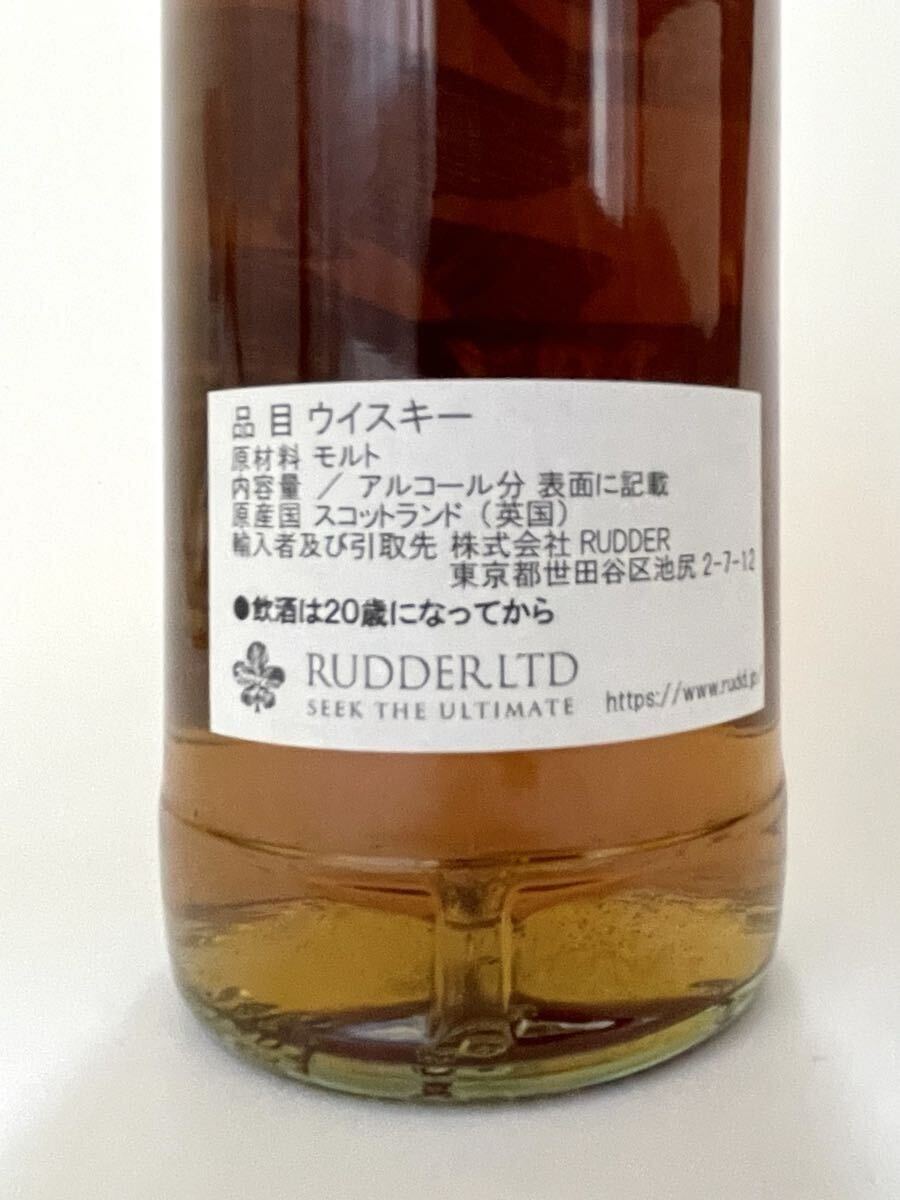 品 目 ウイスキー
原材料 モルト
内容量 / アルコール分 表面に記載
原産国 スコットランド (英国)
輸入者及び引取先 株式会社 RUDDER
東京都世田谷区池尻 2-7-12
●飲酒は20歳になってから
RUDDER.LTD
SEEK THE ULTIMATE
https://www.rudd.jp/